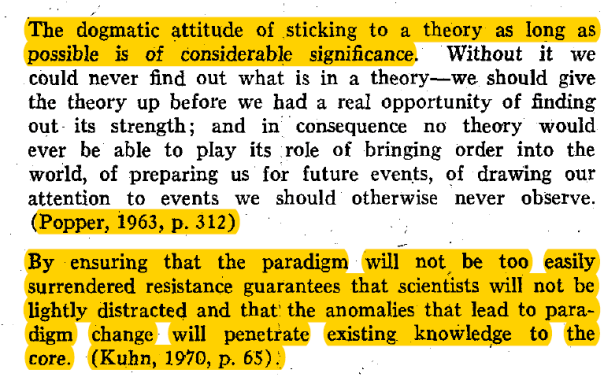 The dogmatic attitude of sticking to a theory as long as
possible is of considerable significance. Without it we
could never find out what is in a theory—we should give
the theory up before we had a real opportunity of finding
out its strength; and in consequence no theory would
ever be able to play its role of bringing order into the
world, of preparing us for future events, of drawing our
attention to events we should otherwise never observe.
(Popper, 1963, p. 312)
By ensuring that the paradigm will not be too easily
surrendered resistance guarantees that scientists will not be
lightly distracted and that the anomalies that lead to para-
digm change will penetrate existing knowledge to the
core. (Kuhn, 1970, p. 65).